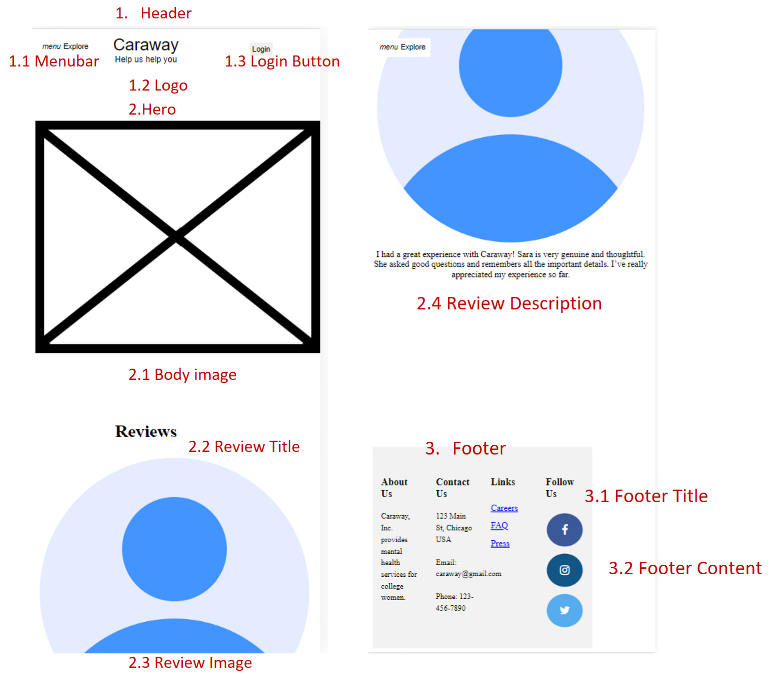 1. Header
menu Explore
Caraway
Login
Help us help you
1.1 Menubar
1.3 Login Button
1.2 Logo
2.Hero
2.1 Body image
Reviews
2.2 Review Title
2.3 Review Image
menu Explore
I had a great experience with Caraway! Sara is very genuine and thoughtful.
She asked good questions and remembers all the important details. I've really
appreciated my experience so far.
2.4 Review Description
3. Footer
About
Us
Caraway,
Inc.
provides
mental
health
services for
college
women.
Contact
Us
123 Main
St, Chicago
USA
Email:
caraway@gmail.com
Phone: 123-
456-7890
Links
Careers
FAQ
Press
Follow
Us
3.1 Footer Title
3.2 Footer Content